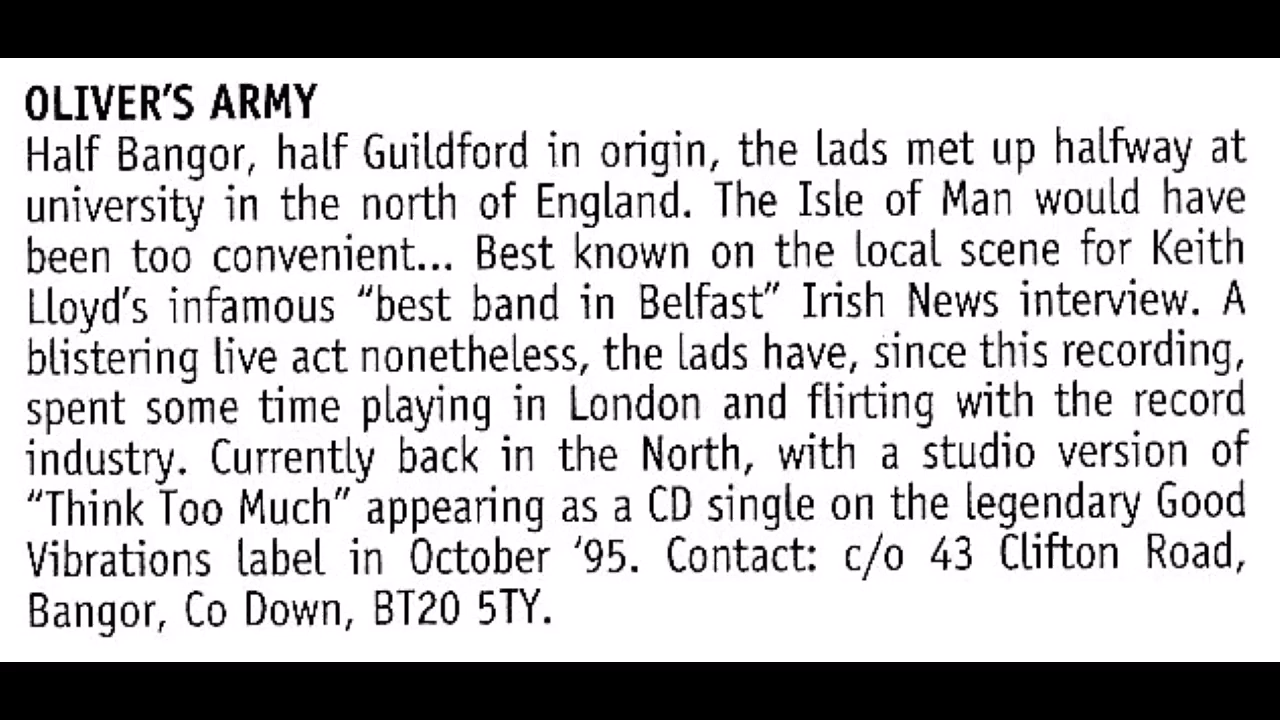 OLIVER'S ARMY
Half Bangor, half Guildford in origin, the lads met up halfway at
university in the north of England. The Isle of Man would have
been too convenient... Best known on the local scene for Keith
Lloyd's infamous “best band in Belfast” Irish News interview. A
blistering live act nonetheless, the lads have, since this recording,
spent some time playing in London and flirting with the record
industry. Currently back in the North, with a studio version of
“Think Too Much” appearing as a CD single on the legendary Good
Vibrations label in October ‘95. Contact: c/o 43 Clifton Road,
Bangor, Co Down, BT20 5TY.